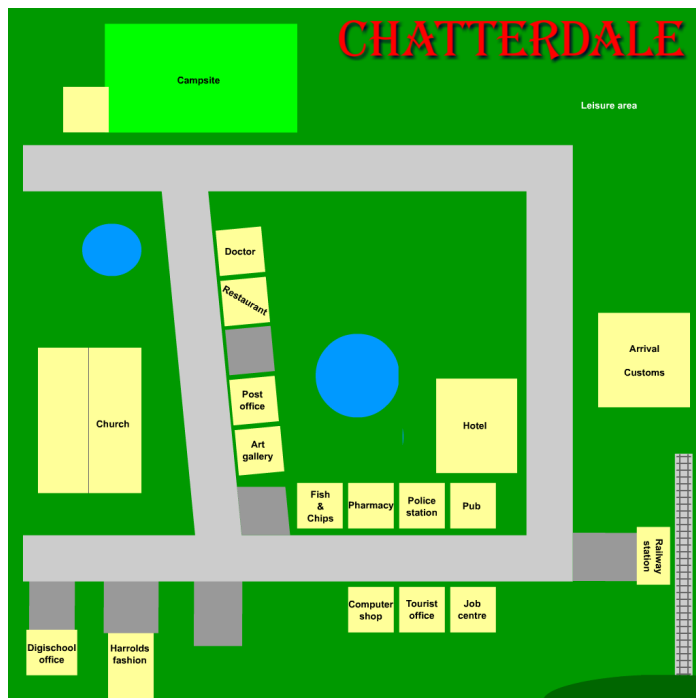 CHATTERDALE
Campsite
Leisure area
Doctor
Restaurant
Arrival
Customs
Post
office
Church
Hotel
Art
gallery
Fish
&
Chips
Pharmacy
Police
station
Pub
Railway
station
Computer
shop
Tourist
office
Job
centre
Digischool
office
Harrolds
fashion